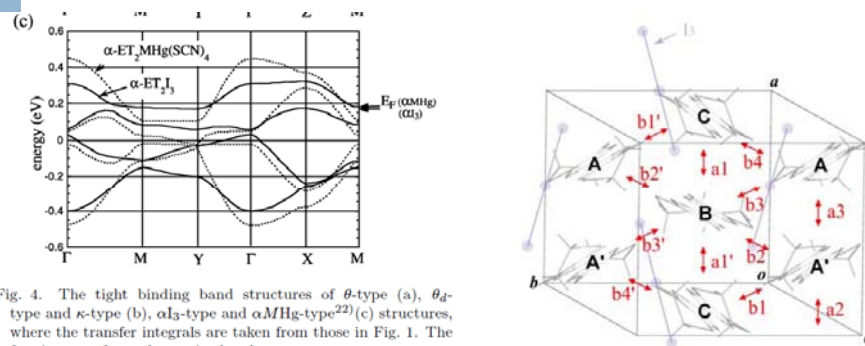 (c)
0.6
0.4
0.2
0
-0.2
-0.4
-0.6
energy (eV)
α-ET₂MHg(SCN)₄
α-ET₂I₃
E_F (αMHg)
(αI₃)
Γ M Y Γ X M
Fig. 4. The tight binding band structures of θ-type (a), θ_d-
type and κ-type (b), αI₃-type and αMHg-type²²⁾(c) structures,
where the transfer integrals are taken from those in Fig. 1. The
I₃
a
C
b1'
b4
A
a1
A
b2'
b3
B
a3
b3'
b2
A'
a1'
o
A'
b
b4'
b1
C
a2